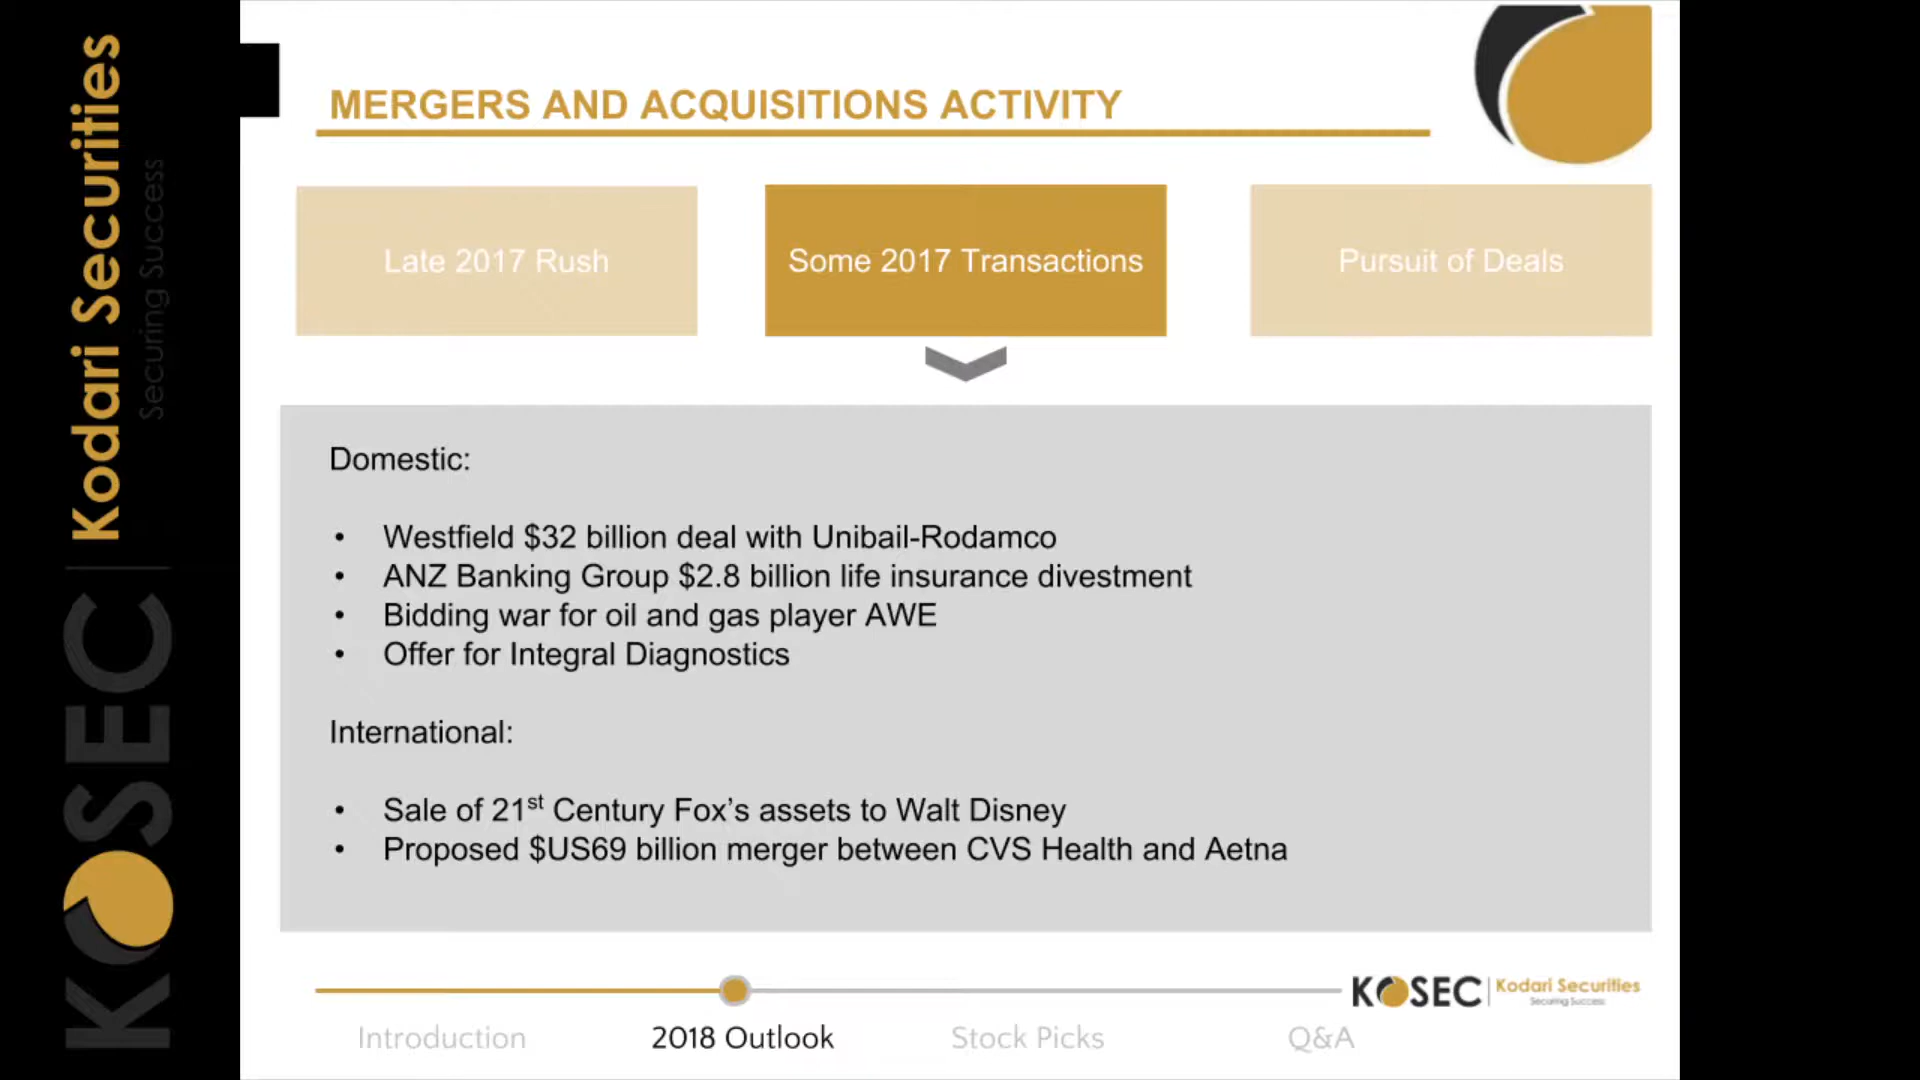 KOSEC | Kodari Securities
Securing Success
MERGERS AND ACQUISITIONS ACTIVITY
Late 2017 Rush
Some 2017 Transactions
Pursuit of Deals
Domestic:
• Westfield $32 billion deal with Unibail-Rodamco
• ANZ Banking Group $2.8 billion life insurance divestment
• Bidding war for oil and gas player AWE
• Offer for Integral Diagnostics
International:
• Sale of 21st Century Fox’s assets to Walt Disney
• Proposed $US69 billion merger between CVS Health and Aetna
KOSEC | Kodari Securities
Securing Success
Introduction
2018 Outlook
Stock Picks
Q&A